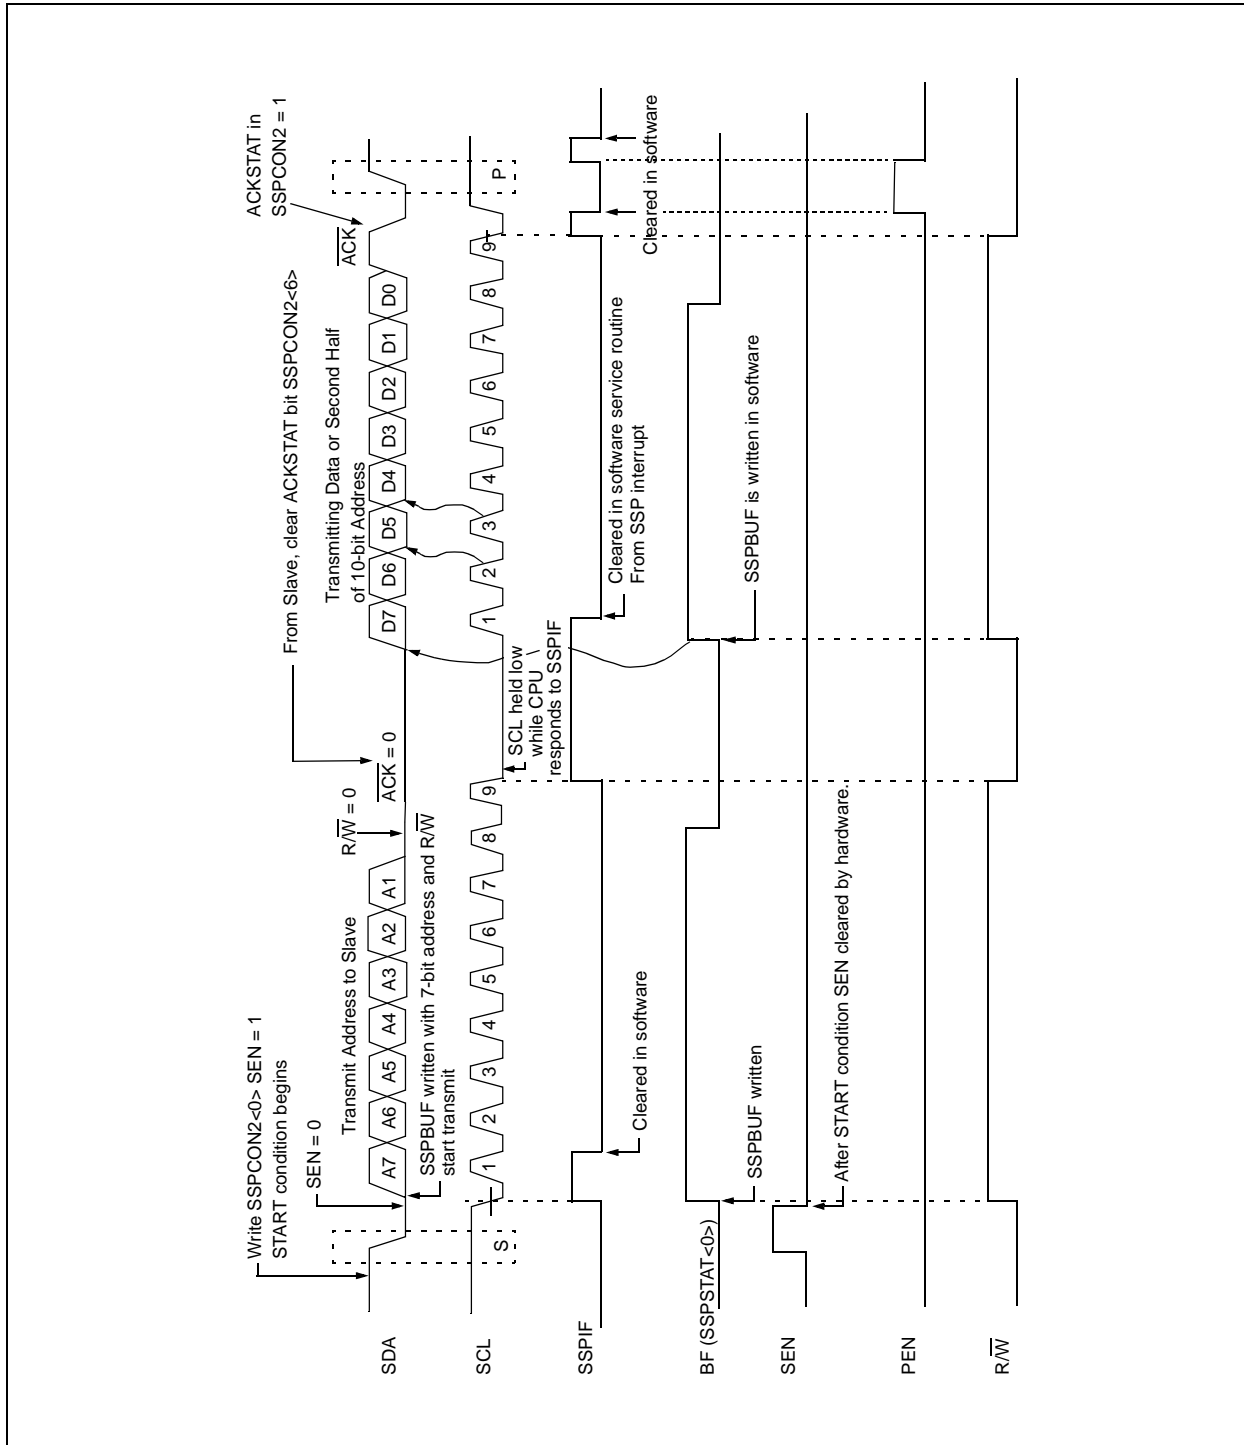 Write SSPCON2<0> SEN = 1
START condition begins
SEN = 0
Transmit Address to Slave
R/W = 0
From Slave, clear ACKSTAT bit SSPCON2<6>
ACK = 0
Transmitting Data or Second Half
of 10-bit Address
ACKSTAT in
SSPCON2 = 1
ACK
SDA
A7 A6 A5 A4 A3 A2 A1
D7 D6 D5 D4 D3 D2 D1 D0
SSPBUF written with 7-bit address and R/W
start transmit
SCL
S
1 2 3 4 5 6 7 8 9
1 2 3 4 5 6 7 8 9
P
SCL held low
while CPU
responds to SSPIF
SSPIF
Cleared in software
Cleared in software service routine
From SSP interrupt
Cleared in software
Cleared in software
BF (SSPSTAT<0>)
SSPBUF written
SSPBUF is written in software
SEN
After START condition SEN cleared by hardware.
PEN
R/W